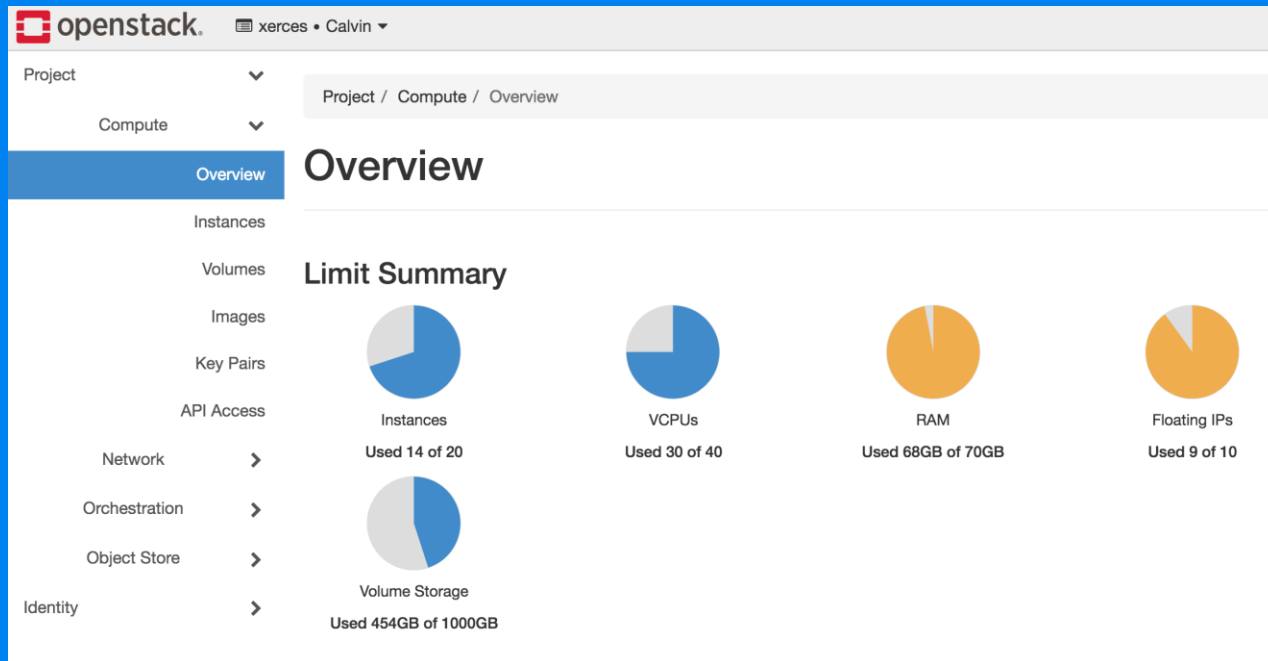 openstack. xerces • Calvin
Project
Compute
Overview
Instances
Volumes
Images
Key Pairs
API Access
Network
Orchestration
Object Store
Identity
Project / Compute / Overview
Overview
Limit Summary
Instances
Used 14 of 20
VCPUs
Used 30 of 40
RAM
Used 68GB of 70GB
Floating IPs
Used 9 of 10
Volume Storage
Used 454GB of 1000GB